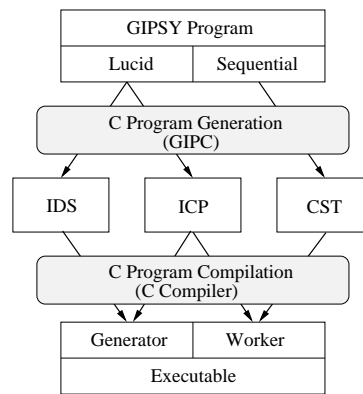 GIPSY Program
Lucid
Sequential
C Program Generation
(GIPC)
IDS
ICP
CST
C Program Compilation
(C Compiler)
Generator
Worker
Executable